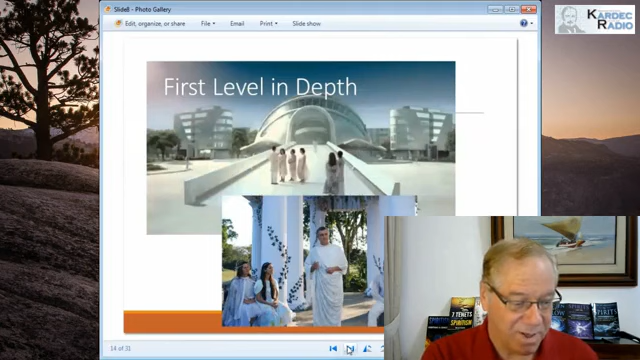 Slide8 - Photo Gallery
KARDEC
RADIO
Edit, organize, or share File Email Print Slide show
First Level in Depth
7 TENETS
SPIRITISM
SPIRITS
14 of 31